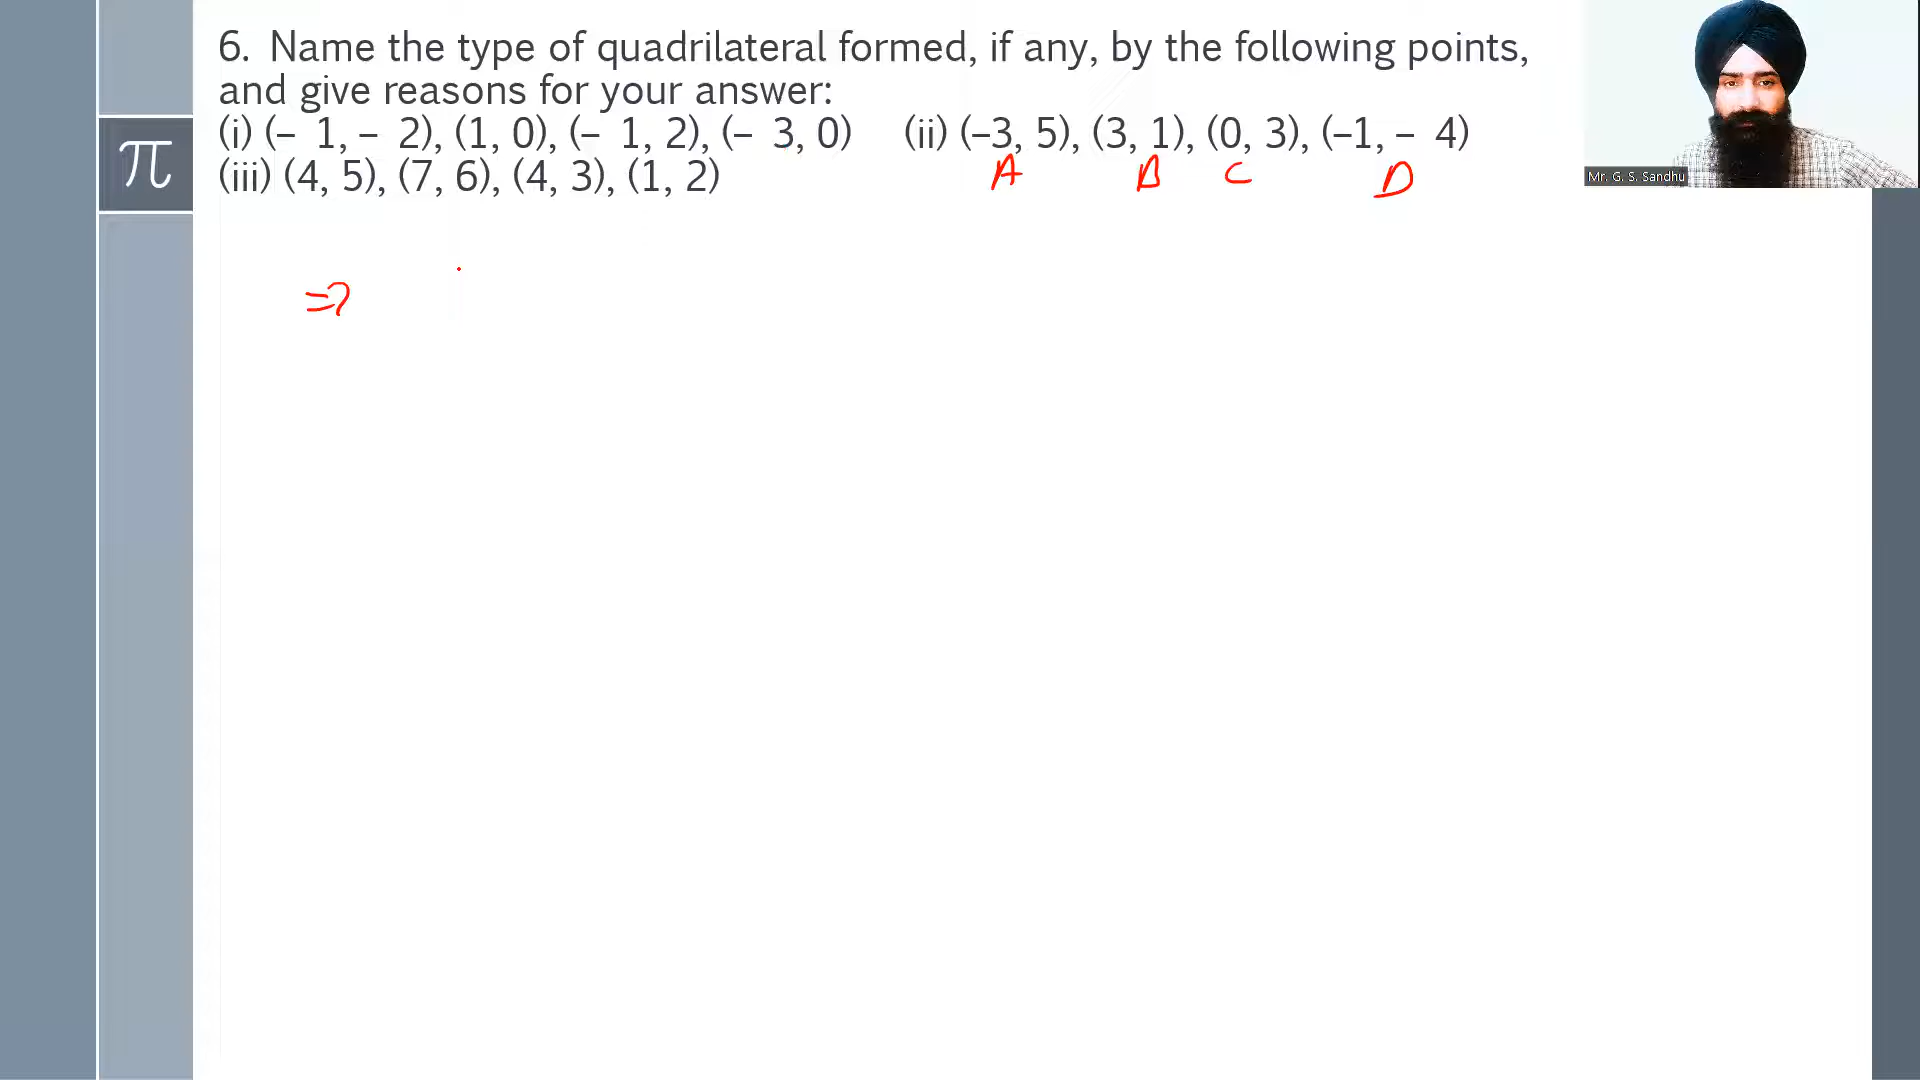 6. Name the type of quadrilateral formed, if any, by the following points,
and give reasons for your answer:
(i) (– 1, – 2), (1, 0), (– 1, 2), (– 3, 0) (ii) (–3, 5), (3, 1), (0, 3), (–1, – 4)
(iii) (4, 5), (7, 6), (4, 3), (1, 2)
A B C D
π
Mr. G. S. Sandhu
⇒